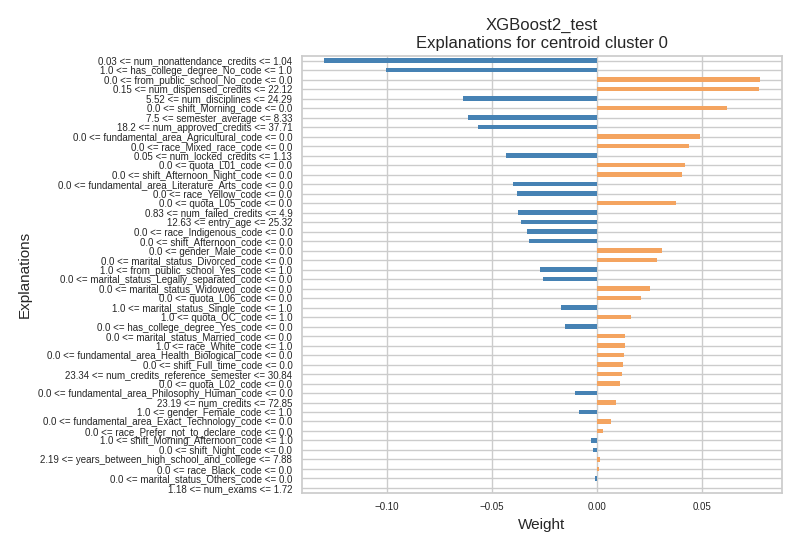 XGBoost2_test
Explanations for centroid cluster 0
0.03 <= num_nonattendance_credits <= 1.04
1.0 <= has_college_degree_No_code <= 1.0
0.0 <= from_public_school_No_code <= 0.0
0.15 <= num_dispensed_credits <= 22.12
5.52 <= num_disciplines <= 24.29
0.0 <= shift_Morning_code <= 0.0
7.5 <= semester_average <= 8.33
18.2 <= num_approved_credits <= 37.71
0.0 <= fundamental_area_Agricultural_code <= 0.0
0.0 <= race_Mixed_race_code <= 0.0
0.05 <= num_locked_credits <= 1.13
0.0 <= quota_L01_code <= 0.0
0.0 <= shift_Afternoon_Night_code <= 0.0
0.0 <= fundamental_area_Literature_Arts_code <= 0.0
0.0 <= race_Yellow_code <= 0.0
0.0 <= quota_L05_code <= 0.0
0.83 <= num_failed_credits <= 4.9
12.63 <= entry_age <= 25.32
0.0 <= race_Indigenous_code <= 0.0
0.0 <= shift_Afternoon_code <= 0.0
0.0 <= gender_Male_code <= 0.0
0.0 <= marital_status_Divorced_code <= 0.0
1.0 <= from_public_school_Yes_code <= 1.0
0.0 <= marital_status_Legally_separated_code <= 0.0
0.0 <= marital_status_Widowed_code <= 0.0
0.0 <= quota_L06_code <= 0.0
1.0 <= marital_status_Single_code <= 1.0
1.0 <= quota_OC_code <= 1.0
0.0 <= has_college_degree_Yes_code <= 0.0
0.0 <= marital_status_Married_code <= 0.0
1.0 <= race_White_code <= 1.0
0.0 <= fundamental_area_Health_Biological_code <= 0.0
0.0 <= shift_Full_time_code <= 0.0
23.34 <= num_credits_reference_semester <= 30.84
0.0 <= quota_L02_code <= 0.0
0.0 <= fundamental_area_Philosophy_Human_code <= 0.0
23.19 <= num_credits <= 72.85
1.0 <= gender_Female_code <= 1.0
0.0 <= fundamental_area_Exact_Technology_code <= 0.0
0.0 <= race_Prefer_not_to_declare_code <= 0.0
1.0 <= shift_Morning_Afternoon_code <= 1.0
0.0 <= shift_Night_code <= 0.0
2.19 <= years_between_high_school_and_college <= 7.88
0.0 <= race_Black_code <= 0.0
0.0 <= marital_status_Others_code <= 0.0
1.18 <= num_exams <= 1.72
Explanations
−0.10 −0.05 0.00 0.05
Weight